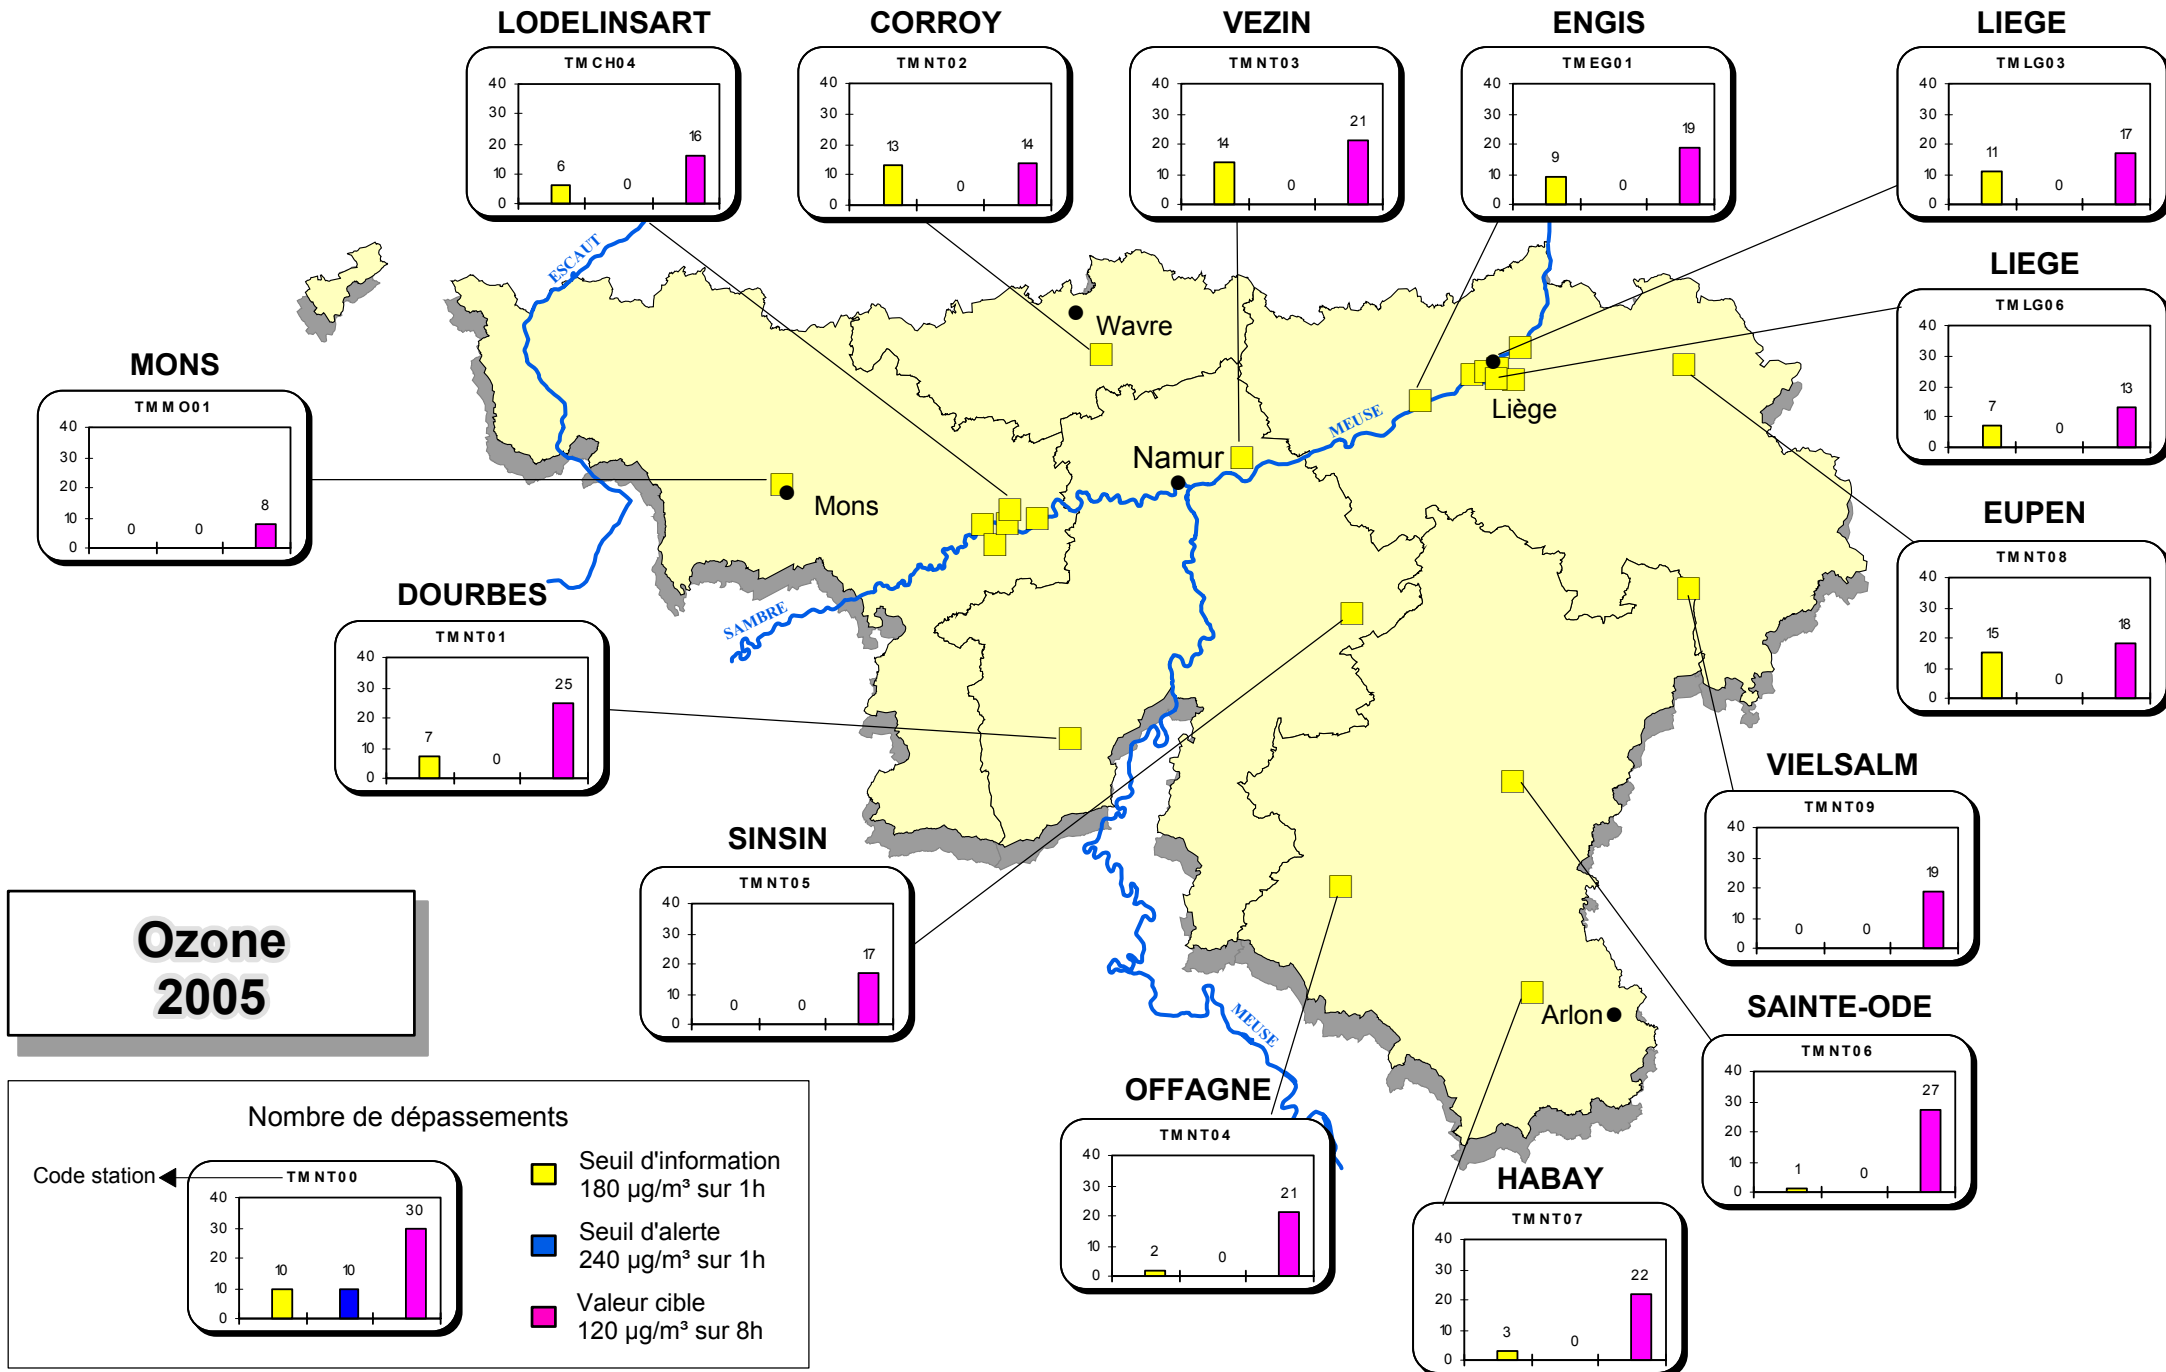 LODELINSART
TMCH04
40
30
20
10
0
6
0
16
CORROY
TMNT02
40
30
20
10
0
13
0
14
VEZIN
TMNT03
40
30
20
10
0
14
0
21
ENGIS
TMEG01
40
30
20
10
0
9
0
19
LIEGE
TMLG03
40
30
20
10
0
11
0
17
LIEGE
TMLG06
40
30
20
10
0
7
0
13
MONS
TMMO01
40
30
20
10
0
0
0
8
EUPEN
TMNT08
40
30
20
10
0
15
0
18
DOURBES
TMNT01
40
30
20
10
0
7
0
25
VIELSALM
TMNT09
40
30
20
10
0
0
0
19
SINSIN
TMNT05
40
30
20
10
0
0
0
17
SAINTE-ODE
TMNT06
40
30
20
10
0
1
0
27
OFFAGNE
TMNT04
40
30
20
10
0
2
0
21
HABAY
TMNT07
40
30
20
10
0
3
0
22
ESCAUT
Wavre
MEUSE
Liège
Namur
Mons
SAMBRE
MEUSE
Arlon
Ozone
2005
Nombre de dépassements
Code station
TMNT00
40
30
20
10
0
10
10
30
Seuil d'information
180 µg/m³ sur 1h
Seuil d'alerte
240 µg/m³ sur 1h
Valeur cible
120 µg/m³ sur 8h